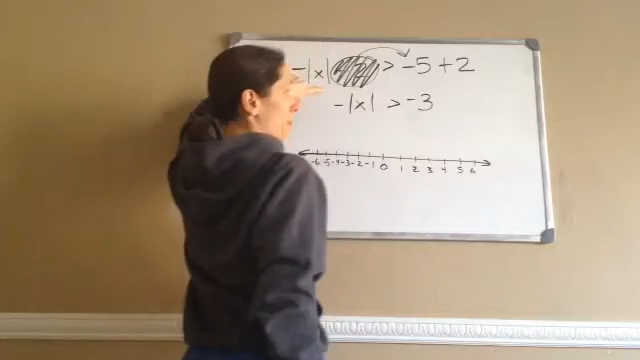 -|x| > -5 + 2
-|x| > -3
-6 -5 -4 -3 -2 -1 0 1 2 3 4 5 6